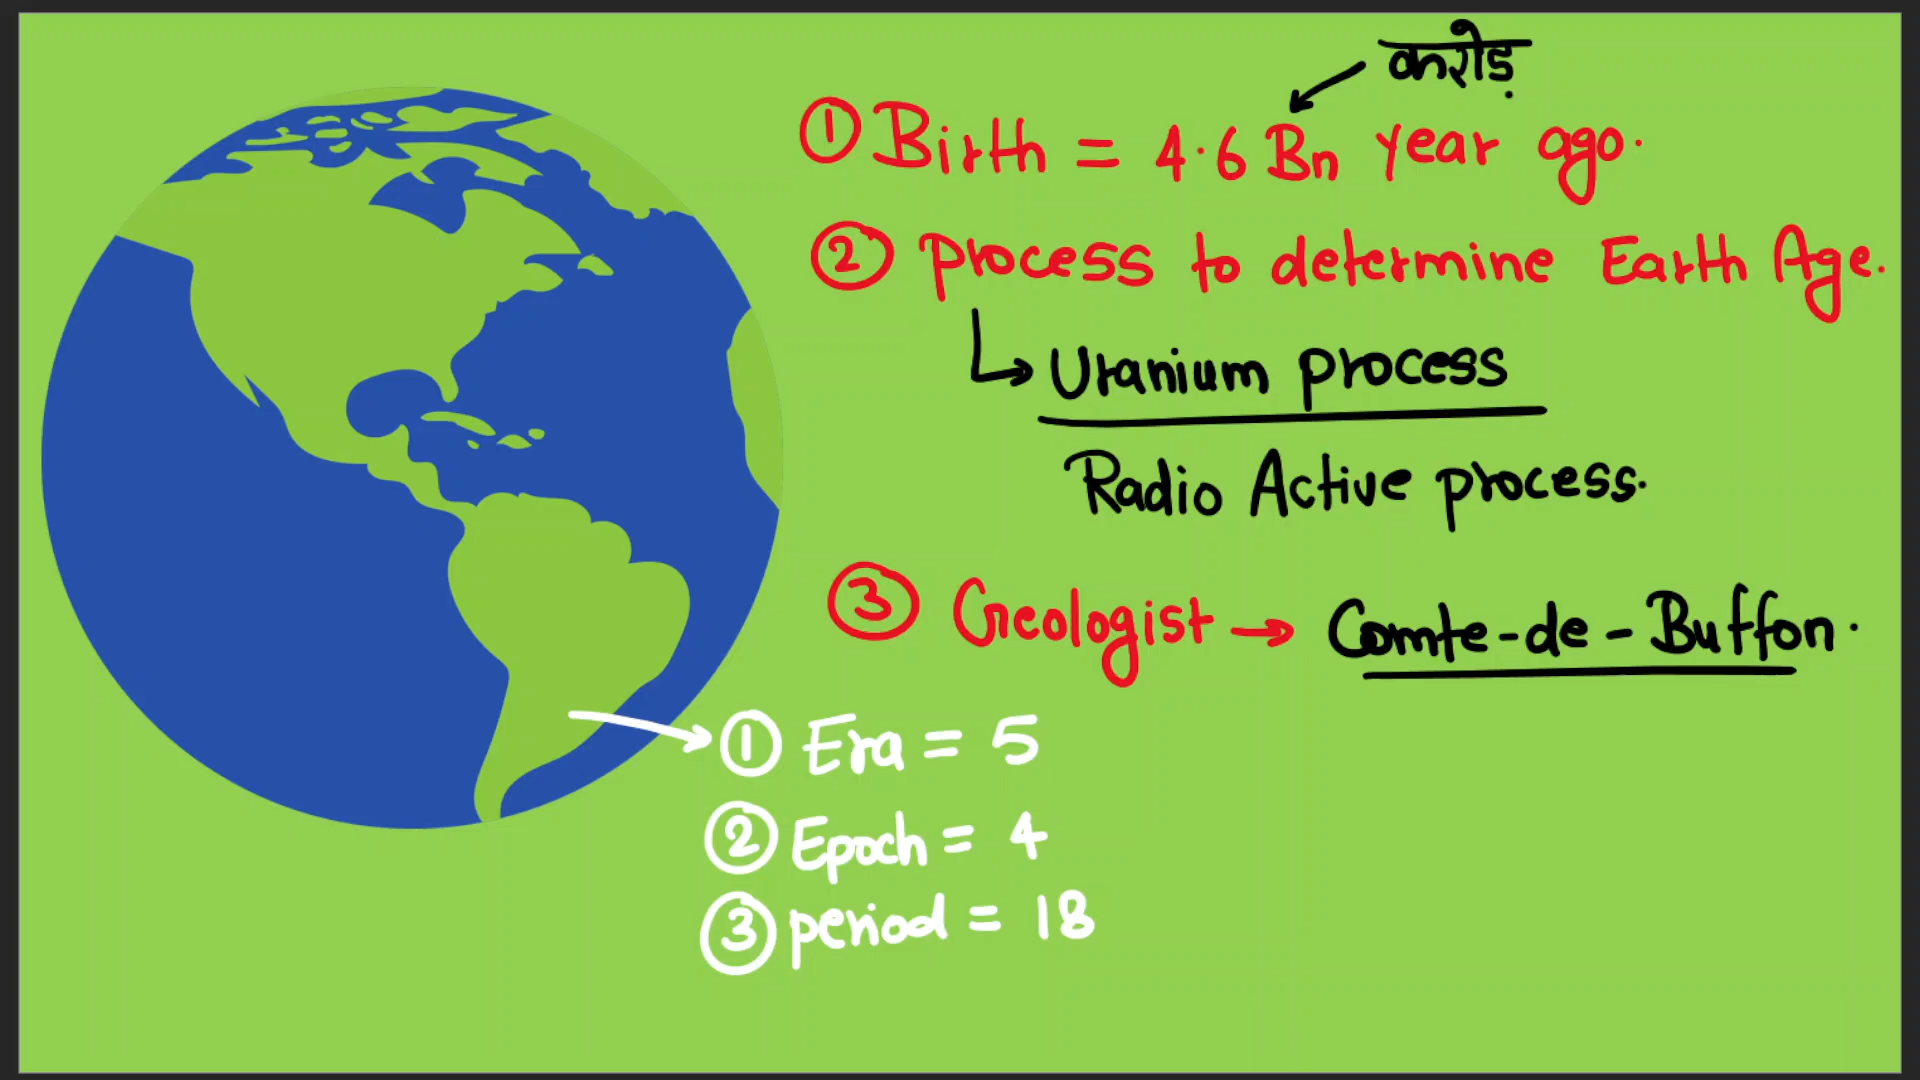 करोड़
① Birth = 4.6 Bn year ago.
② process to determine Earth Age.
Uranium process
Radio Active process.
③ Geologist → Comte-de-Buffon.
① Era = 5
② Epoch = 4
③ period = 18